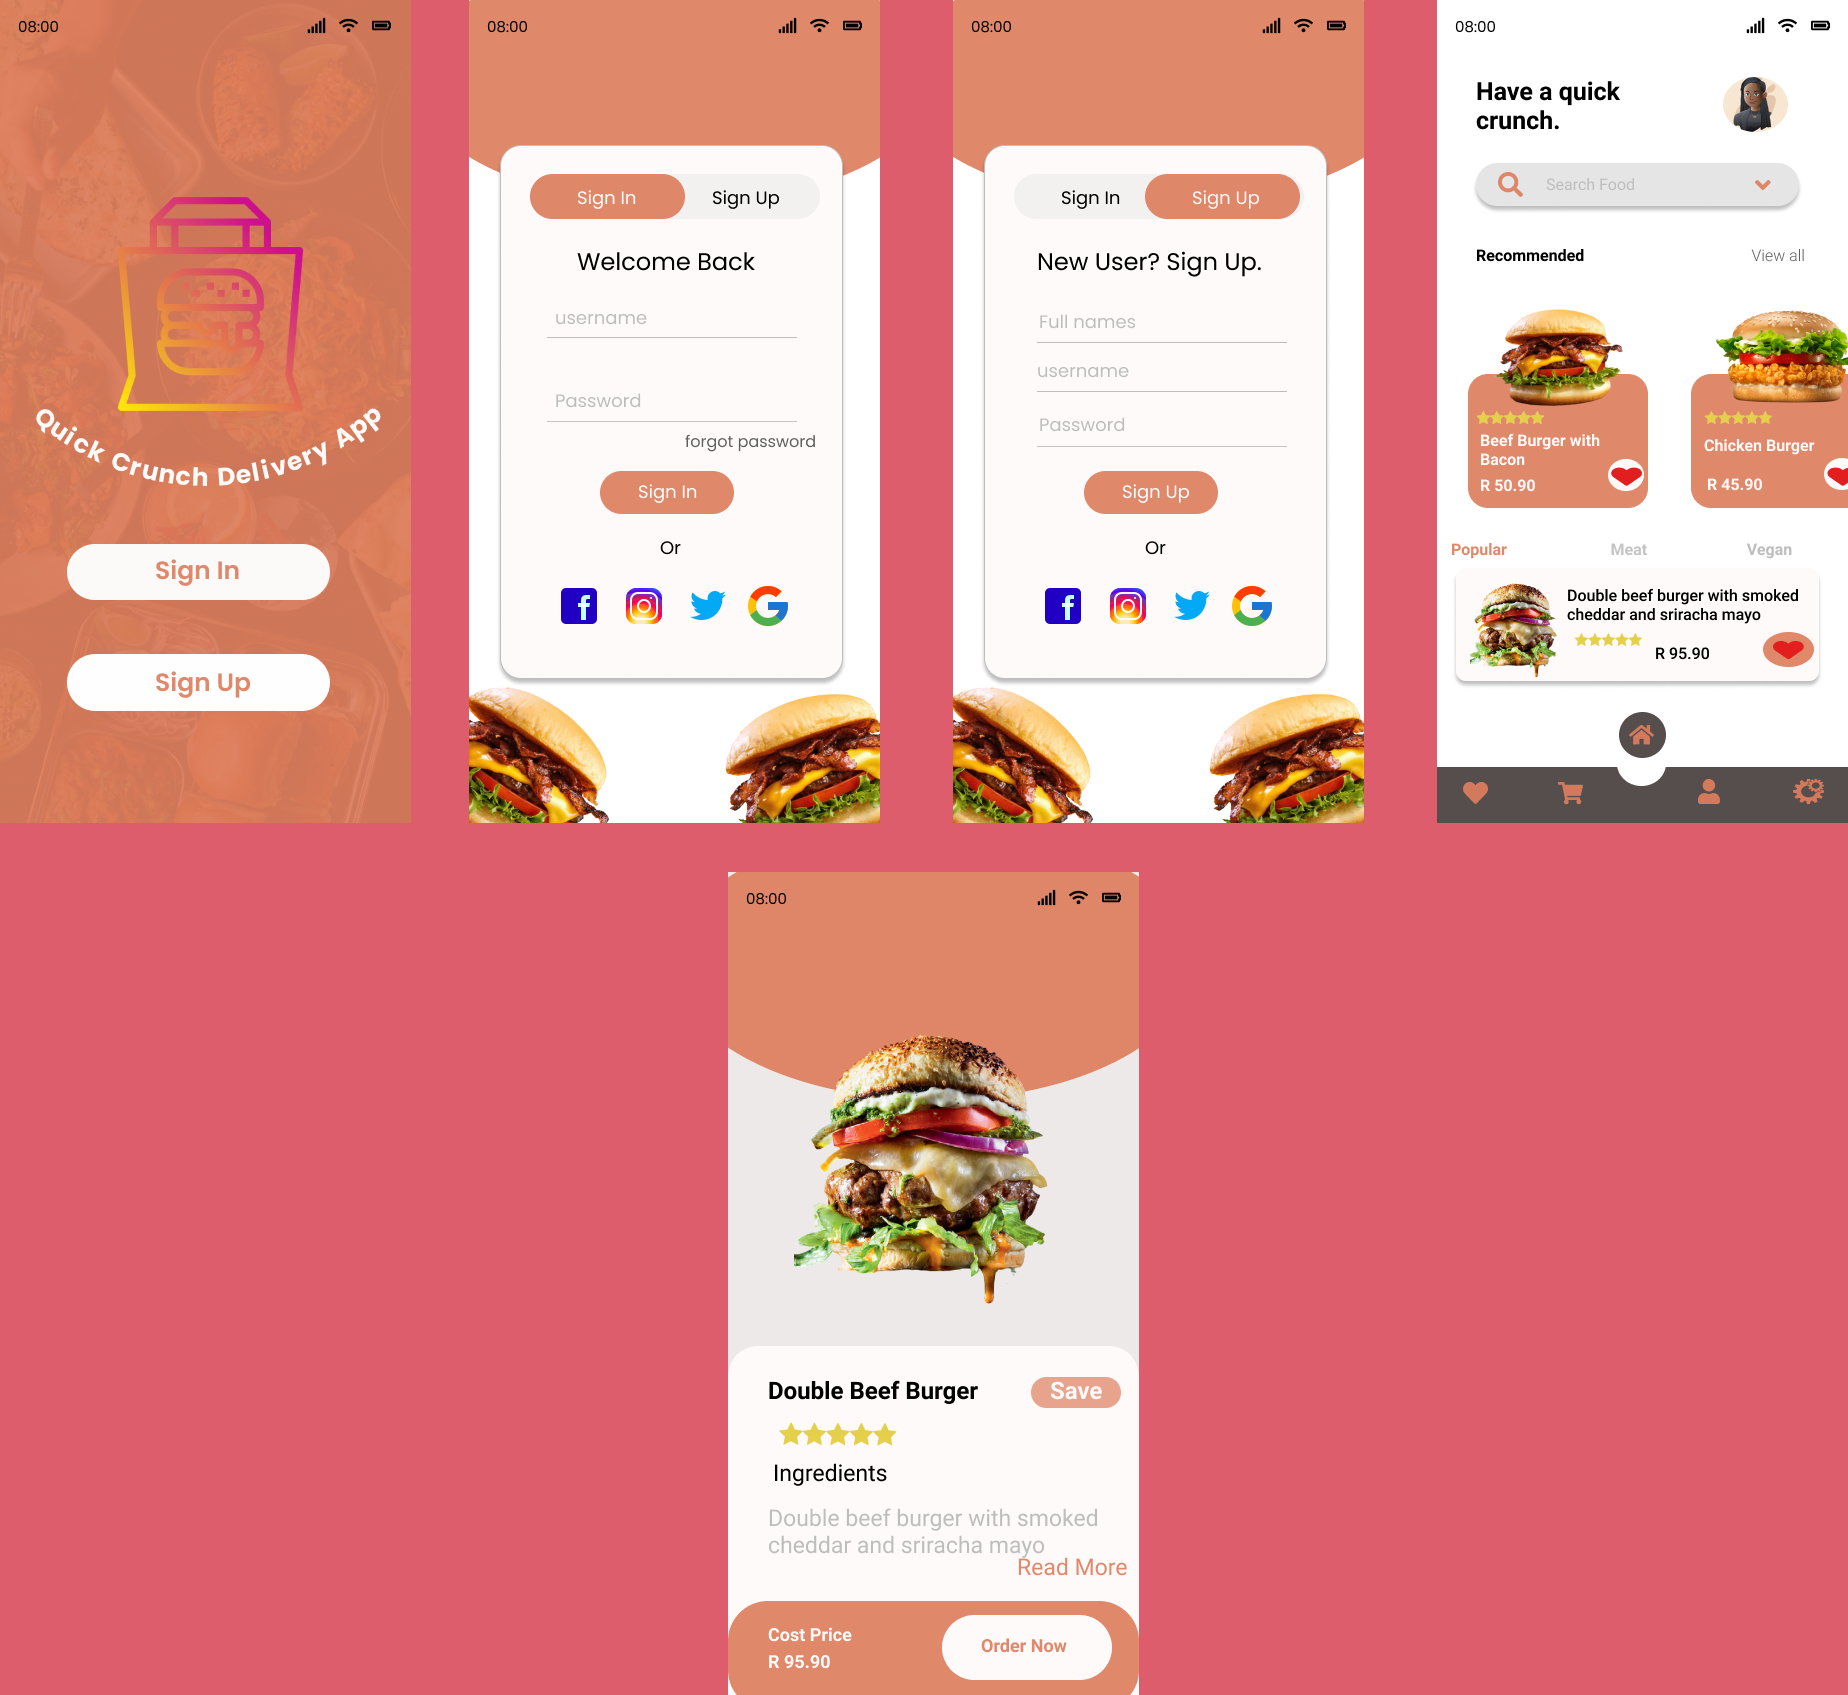 08:00
Quick Crunch Delivery App
Sign In
Sign Up
08:00
Sign In
Sign Up
Welcome Back
username
Password
forgot password
Sign In
Or
08:00
Sign In
Sign Up
New User? Sign Up.
Full names
username
Password
Sign Up
Or
08:00
Have a quick
crunch.
Search Food
Recommended
View all
Beef Burger with
Bacon
R 50.90
Chicken Burger
R 45.90
Popular
Meat
Vegan
Double beef burger with smoked
cheddar and sriracha mayo
R 95.90
08:00
Double Beef Burger
Save
Ingredients
Double beef burger with smoked
cheddar and sriracha mayo
Read More
Cost Price
R 95.90
Order Now